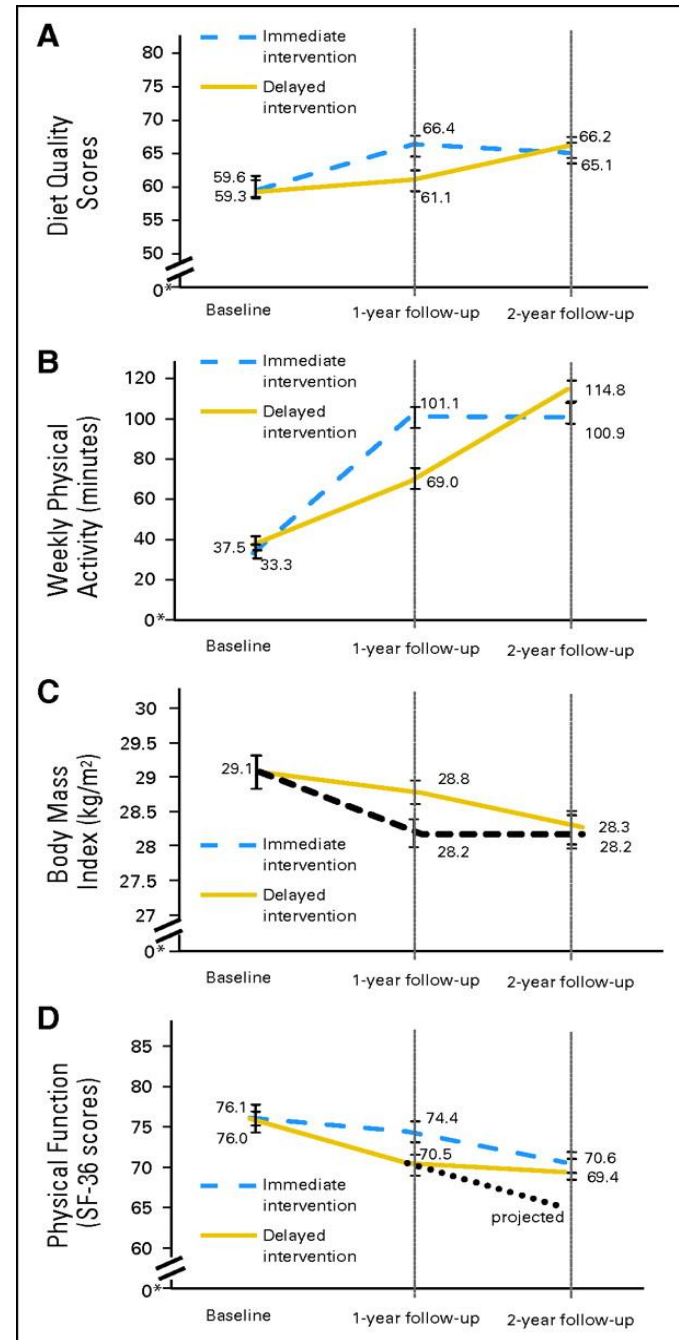 A
Diet Quality
Scores
80
75
70
65
60
55
50
0*
Immediate
intervention
Delayed
intervention
59.6
59.3
66.4
61.1
66.2
65.1
Baseline
1-year follow-up
2-year follow-up
B
Weekly Physical
Activity (minutes)
120
100
80
60
40
20
0*
Immediate
intervention
Delayed
intervention
37.5
33.3
101.1
69.0
114.8
100.9
Baseline
1-year follow-up
2-year follow-up
C
Body Mass
Index (kg/m²)
30
29.5
29
28.5
28
27.5
27
0*
29.1
28.8
28.2
28.3
28.2
Immediate
intervention
Delayed
intervention
Baseline
1-year follow-up
2-year follow-up
D
Physical Function
(SF-36 scores)
85
80
75
70
65
60
0*
76.1
76.0
74.4
70.5
70.6
69.4
projected
Immediate
intervention
Delayed
intervention
Baseline
1-year follow-up
2-year follow-up